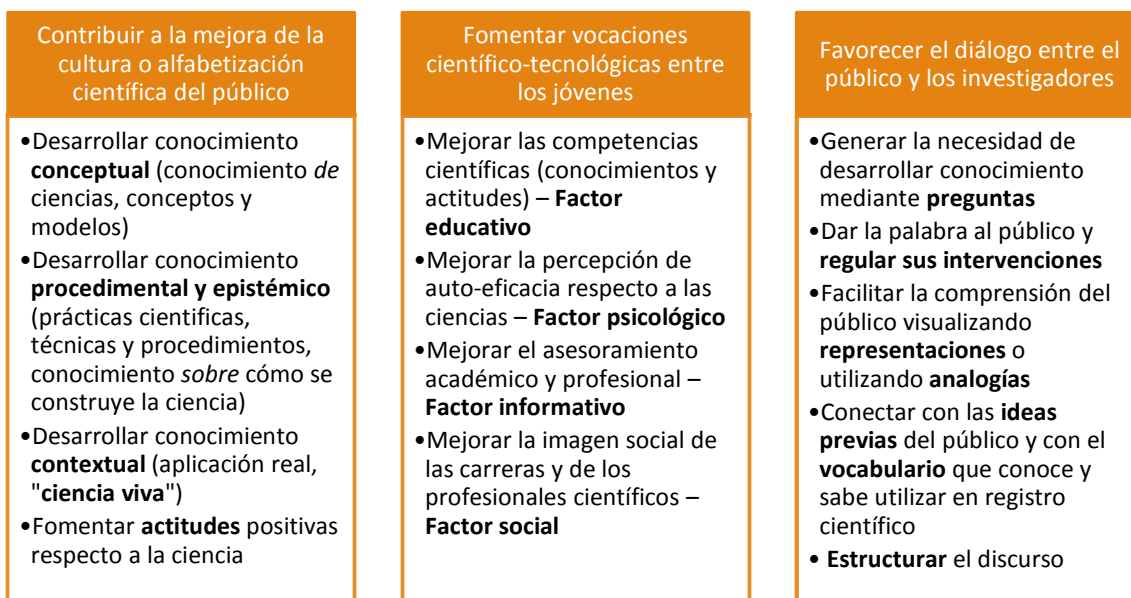 Contribuir a la mejora de la
cultura o alfabetización
científica del público
•Desarrollar conocimiento
conceptual (conocimiento de
ciencias, conceptos y
modelos)
•Desarrollar conocimiento
procedimental y epistémico
(prácticas cientificas,
técnicas y procedimientos,
conocimiento sobre cómo se
construye la ciencia)
•Desarrollar conocimiento
contextual (aplicación real,
"ciencia viva")
•Fomentar actitudes positivas
respecto a la ciencia
Fomentar vocaciones
científico-tecnológicas entre
los jóvenes
•Mejorar las competencias
científicas (conocimientos y
actitudes) – Factor
educativo
•Mejorar la percepción de
auto-eficacia respecto a las
ciencias – Factor psicológico
•Mejorar el asesoramiento
académico y profesional –
Factor informativo
•Mejorar la imagen social de
las carreras y de los
profesionales científicos –
Factor social
Favorecer el diálogo entre el
público y los investigadores
•Generar la necesidad de
desarrollar conocimiento
mediante preguntas
•Dar la palabra al público y
regular sus intervenciones
•Facilitar la comprensión del
público visualizando
representaciones o
utilizando analogías
•Conectar con las ideas
previas del público y con el
vocabulario que conoce y
sabe utilizar en registro
científico
• Estructurar el discurso